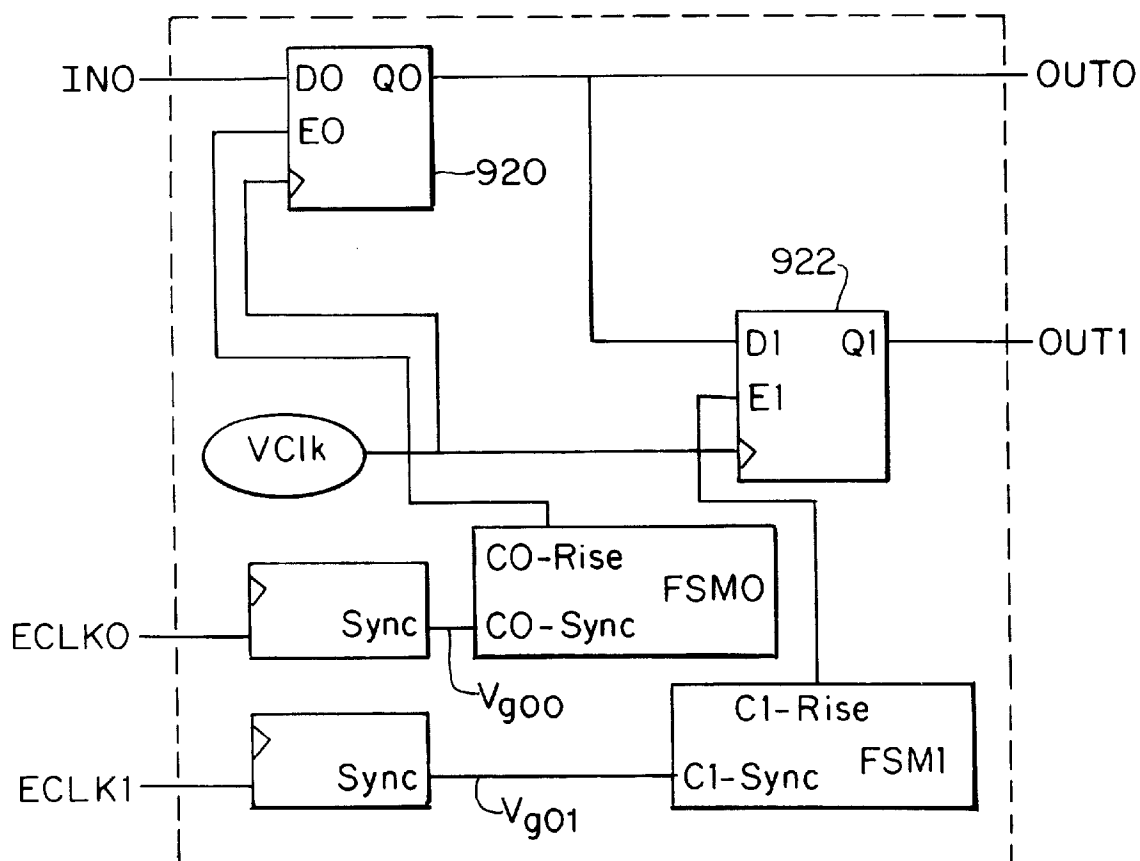 IN0
D0 Q0
E0
920
OUT0
922
D1 Q1
E1
OUT1
VClk
C0-Rise
FSM0
C0-Sync
Sync
ECLK0
Vg00
C1-Rise
FSM1
C1-Sync
Sync
ECLK1
Vg01